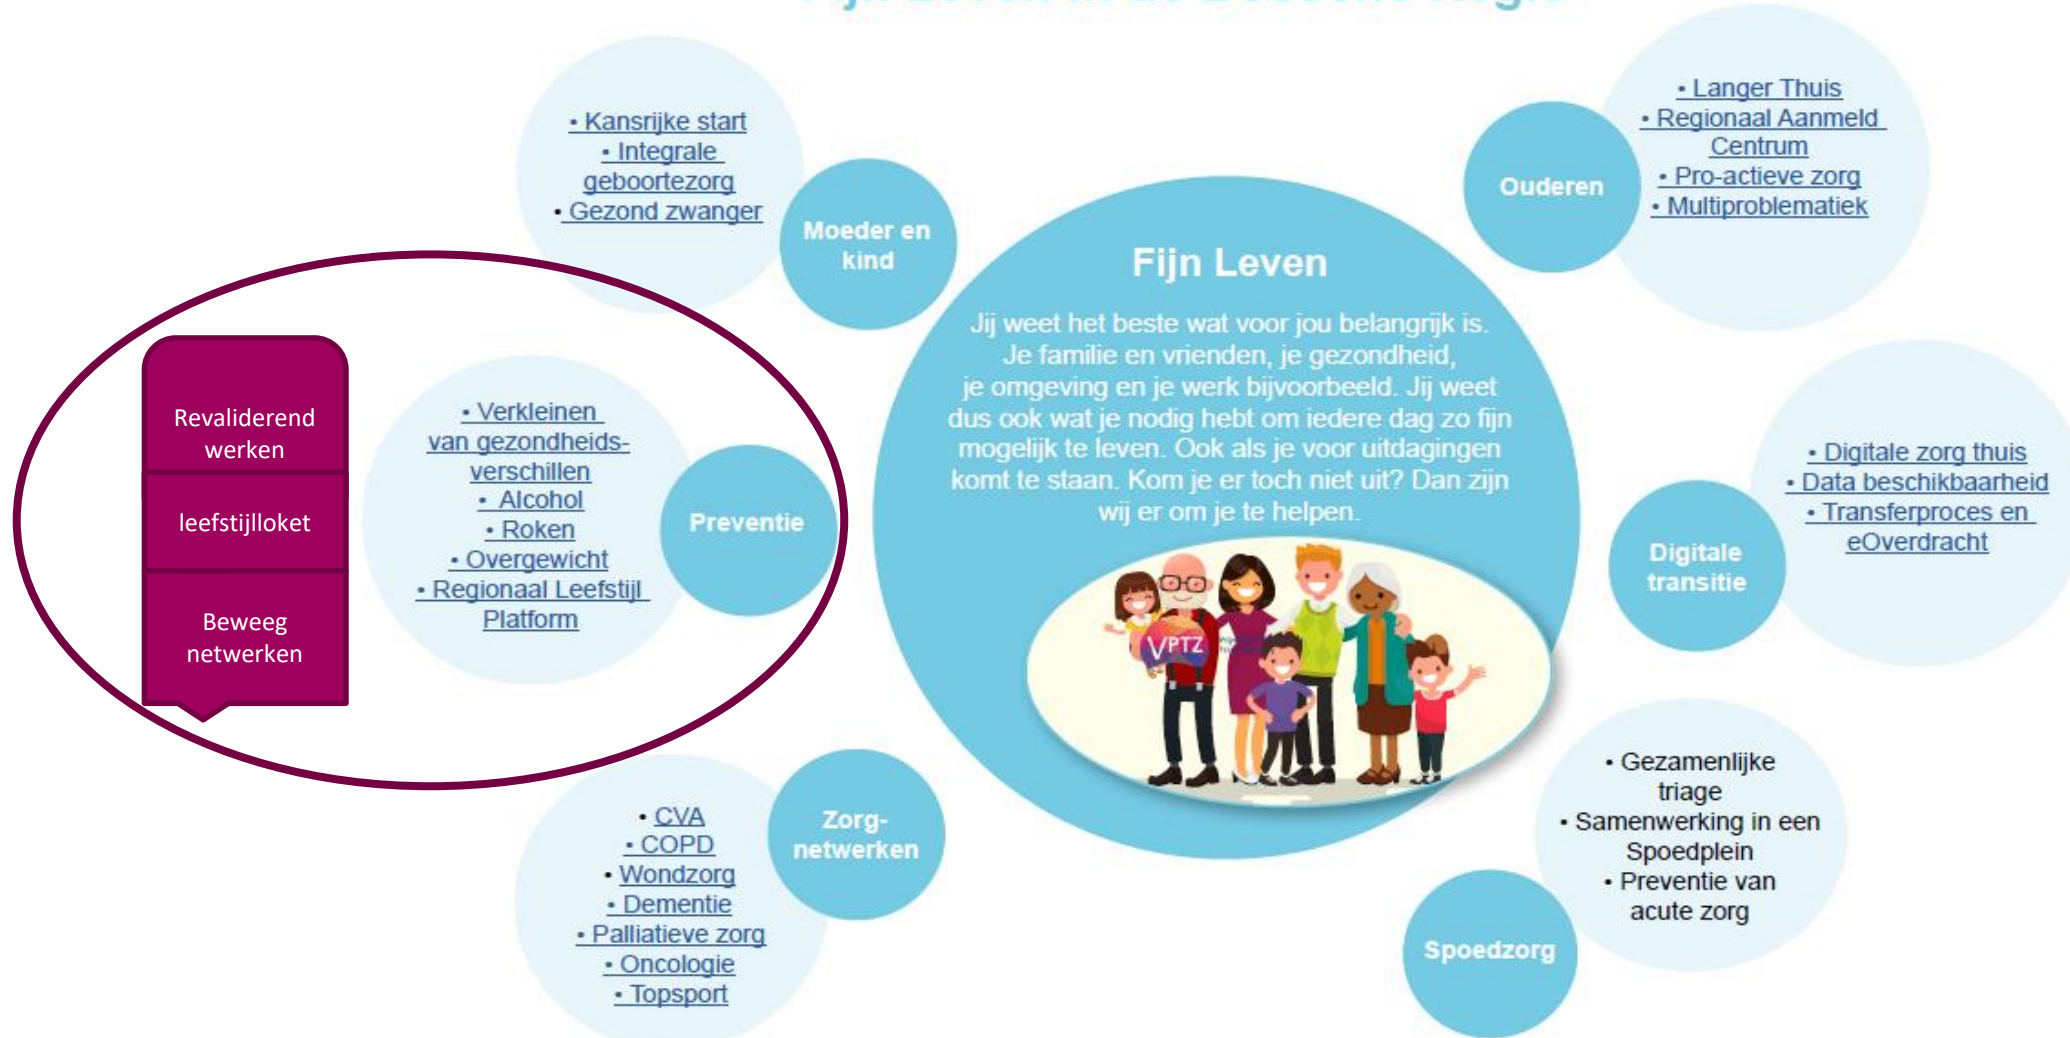 Fijn Leven in de Bossche Regio
• Kansrijke start
• Integrale
geboortezorg
• Gezond zwanger
Moeder en
kind
Revaliderend
werken
leefstijlloket
Beweeg
netwerken
• Verkleinen
van gezondheids-
verschillen
• Alcohol
• Roken
• Overgewicht
• Regionaal Leefstijl
Platform
Preventie
• CVA
• COPD
• Wondzorg
• Dementie
• Palliatieve zorg
• Oncologie
• Topsport
Zorg-
netwerken
Fijn Leven
Jij weet het beste wat voor jou belangrijk is.
Je familie en vrienden, je gezondheid,
je omgeving en je werk bijvoorbeeld. Jij weet
dus ook wat je nodig hebt om iedere dag zo fijn
mogelijk te leven. Ook als je voor uitdagingen
komt te staan. Kom je er toch niet uit? Dan zijn
wij er om je te helpen.
VPTZ
Ouderen
• Langer Thuis
• Regionaal Aanmeld
Centrum
• Pro-actieve zorg
• Multiproblematiek
Digitale
transitie
• Digitale zorg thuis
• Data beschikbaarheid
• Transferproces en
eOverdracht
Spoedzorg
• Gezamenlijke
triage
• Samenwerking in een
Spoedplein
• Preventie van
acute zorg